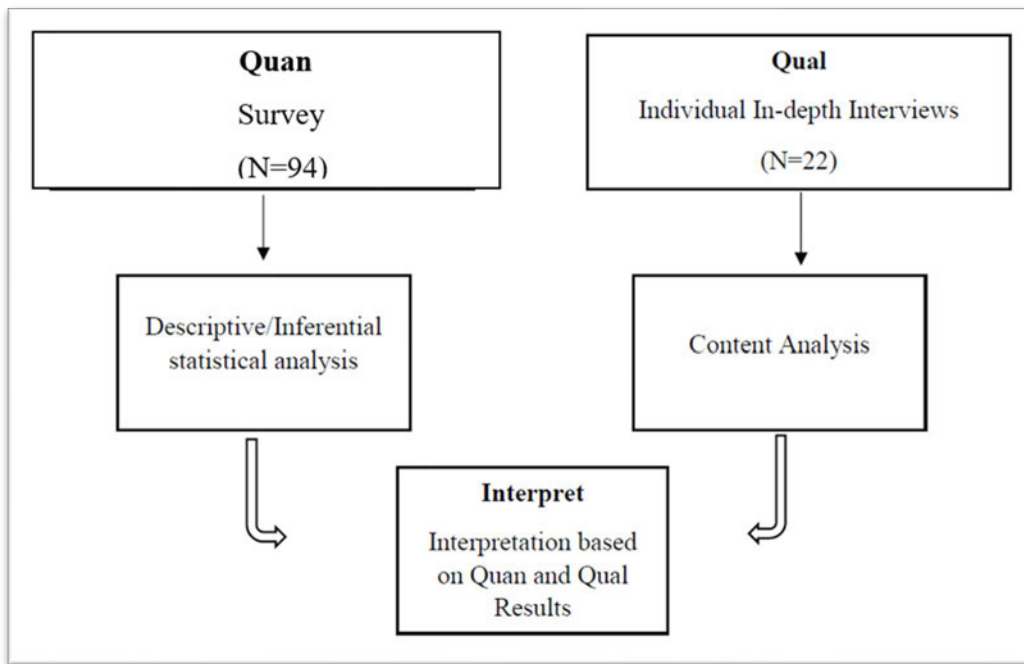 Quan
Survey
(N=94)
Qual
Individual In-depth Interviews
(N=22)
Descriptive/Inferential
statistical analysis
Content Analysis
Interpret
Interpretation based
on Quan and Qual
Results